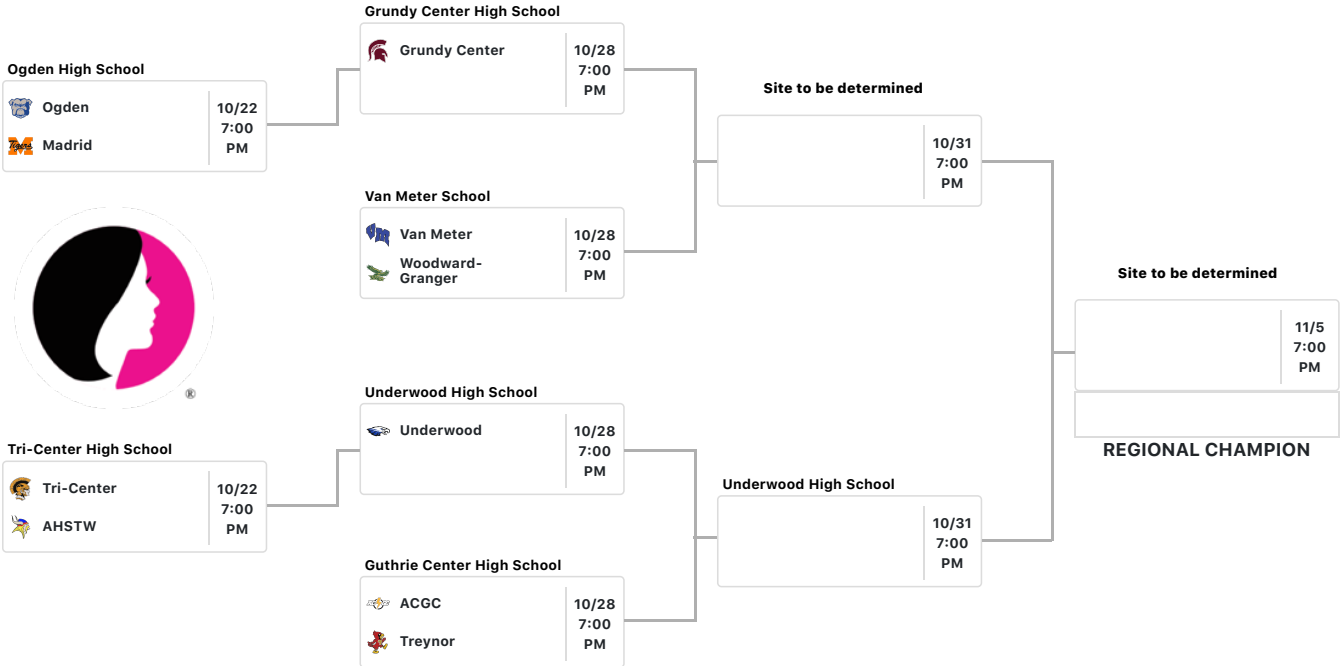 Grundy Center High School
Grundy Center
10/28
7:00
PM
Ogden High School
Ogden
Madrid
10/22
7:00
PM
Tigers
Site to be determined
10/31
7:00
PM
Van Meter School
Van Meter
Woodward-
Granger
10/28
7:00
PM
Site to be determined
11/5
7:00
PM
REGIONAL CHAMPION
®
Underwood High School
Underwood
10/28
7:00
PM
Tri-Center High School
Tri-Center
AHSTW
10/22
7:00
PM
Underwood High School
10/31
7:00
PM
Guthrie Center High School
ACGC
Treynor
10/28
7:00
PM